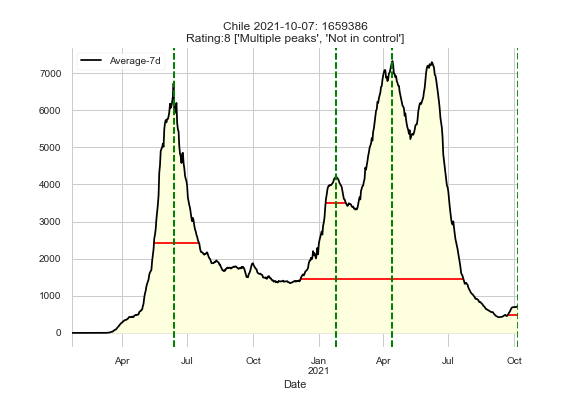 Chile 2021-10-07: 1659386
Rating:8 ['Multiple peaks', 'Not in control']
Average-7d
7000
6000
5000
4000
3000
2000
1000
0
Apr
Jul
Oct
Jan
2021
Apr
Jul
Oct
Date